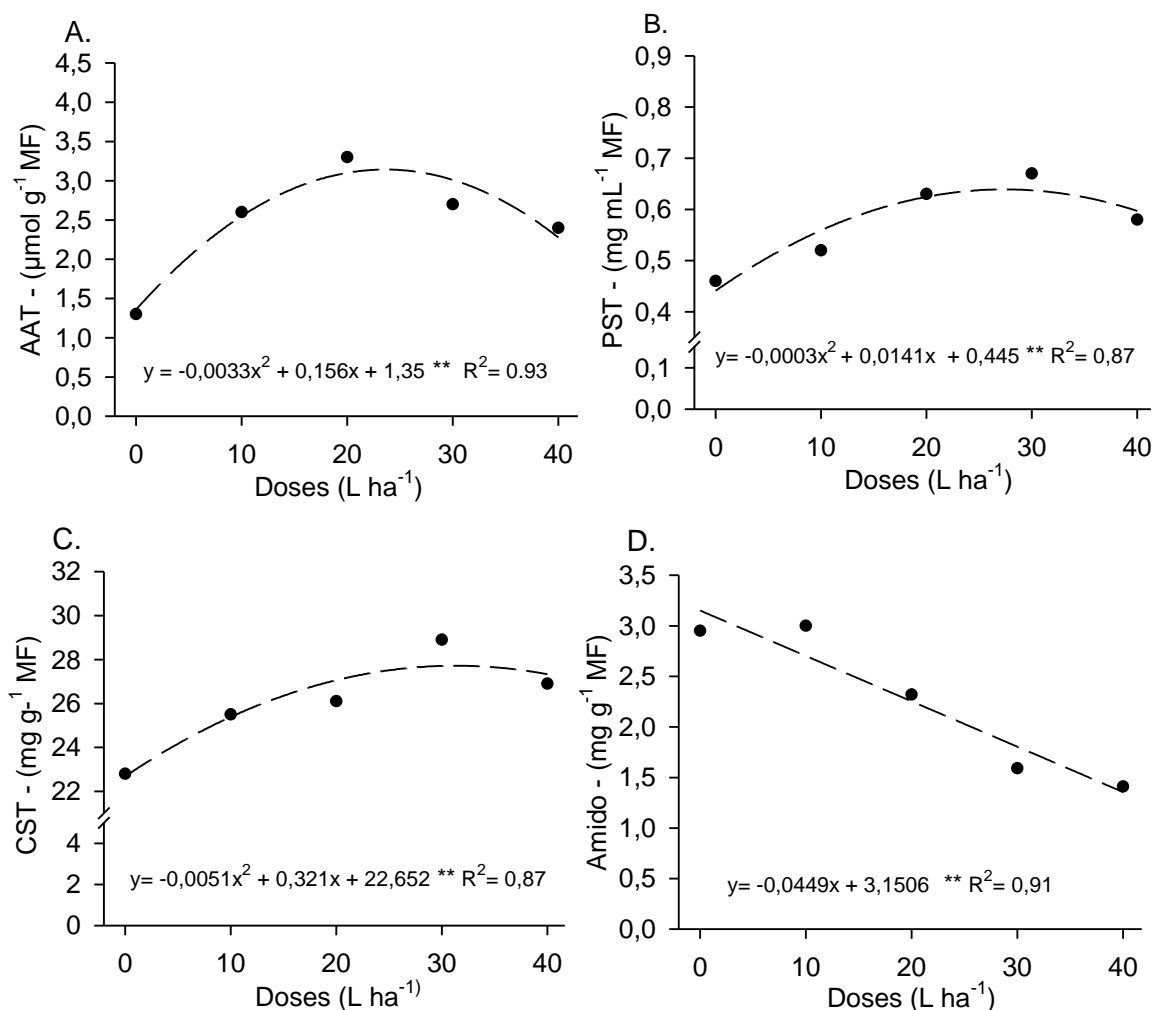 A.
AAT - (µmol g⁻¹ MF)
4,5
4,0
3,5
3,0
2,5
2,0
1,5
1,0
0,5
0,0
y = -0,0033x² + 0,156x + 1,35 ** R²= 0.93
0 10 20 30 40
Doses (L ha⁻¹)
B.
PST - (mg mL⁻¹ MF)
0,9
0,8
0,7
0,6
0,5
0,4
0,1
0,0
y= -0,0003x² + 0,0141x + 0,445 ** R²= 0,87
0 10 20 30 40
Doses (L ha⁻¹)
C.
CST - (mg g-¹ MF)
32
30
28
26
24
22
4
2
0
y= -0,0051x² + 0,321x + 22,652 ** R²= 0,87
0 10 20 30 40
Doses (L ha⁻¹⁾
D.
Amido - (mg g⁻¹ MF)
3,5
3,0
2,5
2,0
1,5
1,0
0,5
0,0
y= -0,0449x + 3,1506 ** R²= 0,91
0 10 20 30 40
Doses (L ha⁻¹)